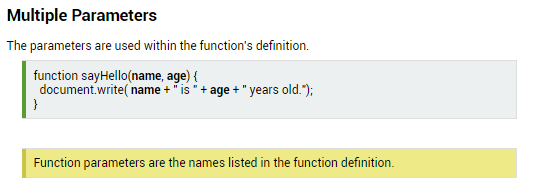 Multiple Parameters
The parameters are used within the function's definition.
function sayHello(name, age) {
document.write( name + " is " + age + " years old.");
}
Function parameters are the names listed in the function definition.